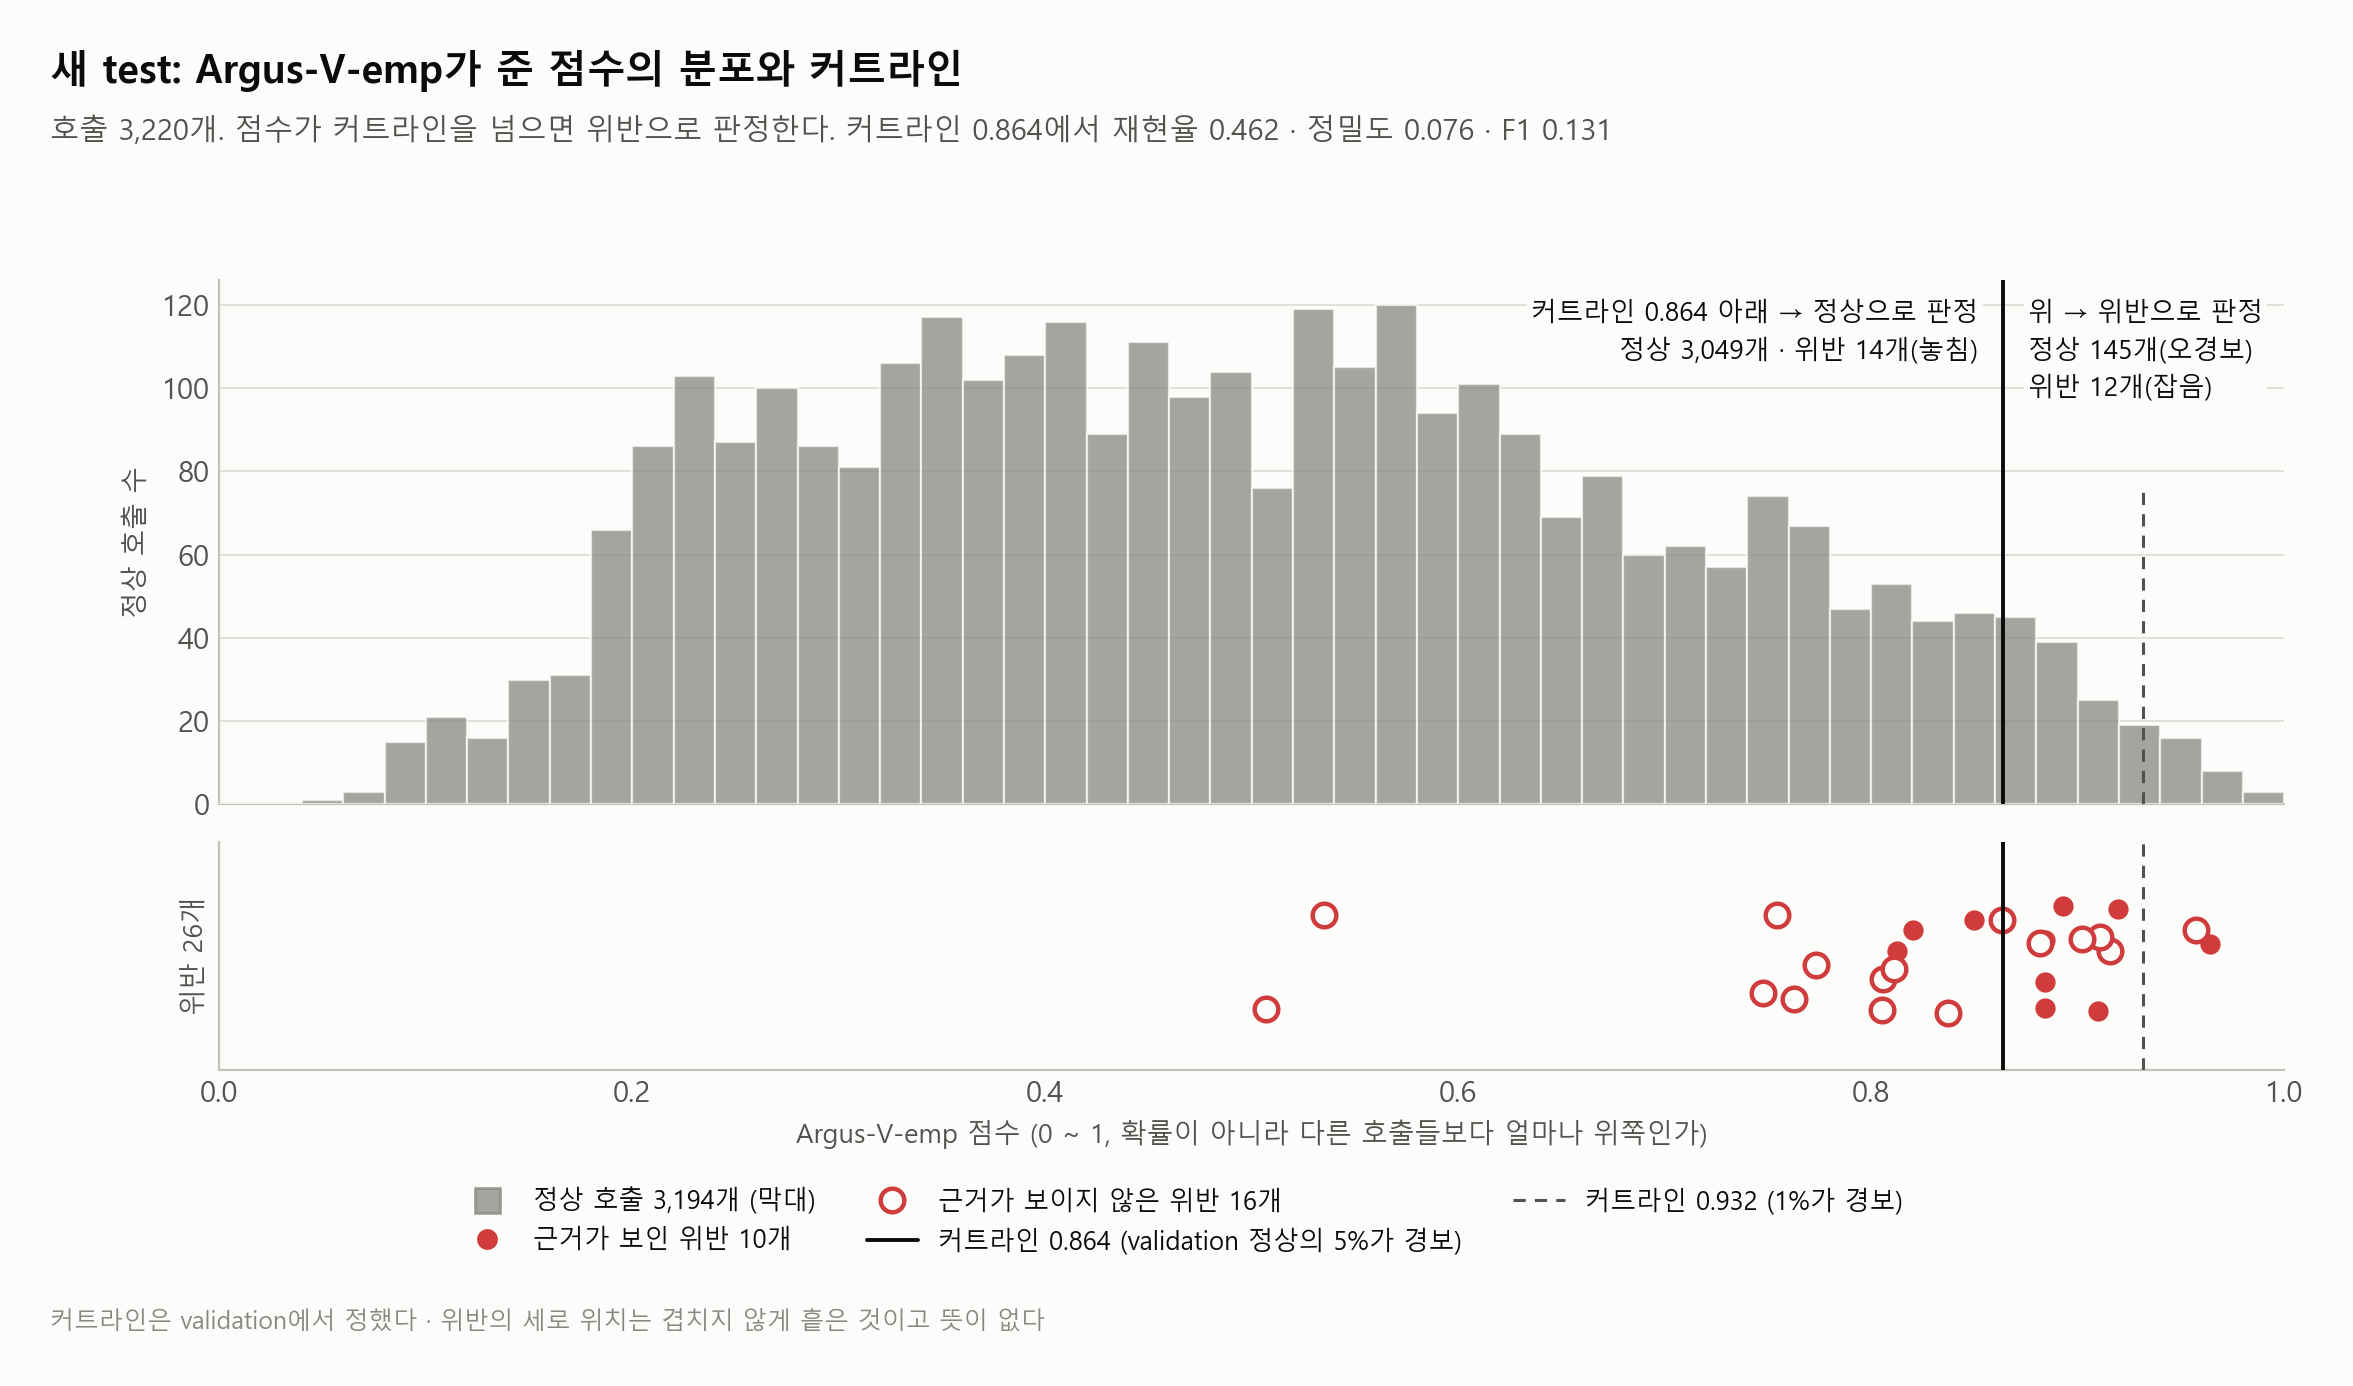 새 test: Argus-V-emp가 준 점수의 분포와 커트라인
호출 3,220개. 점수가 커트라인을 넘으면 위반으로 판정한다. 커트라인 0.864에서 재현율 0.462 · 정밀도 0.076 · F1 0.131
커트라인 0.864 아래 → 정상으로 판정
정상 3,049개 · 위반 14개(놓침)
위 → 위반으로 판정
정상 145개(오경보)
위반 12개(잡음)
정상 호출 수
120
100
80
60
40
20
0
위반 26개
0.0
0.2
0.4
0.6
0.8
1.0
Argus-V-emp 점수 (0 ~ 1, 확률이 아니라 다른 호출들보다 얼마나 위쪽인가)
정상 호출 3,194개 (막대)
근거가 보인 위반 10개
근거가 보이지 않은 위반 16개
커트라인 0.864 (validation 정상의 5%가 경보)
커트라인 0.932 (1%가 경보)
커트라인은 validation에서 정했다 · 위반의 세로 위치는 겹치지 않게 흩은 것이고 뜻이 없다